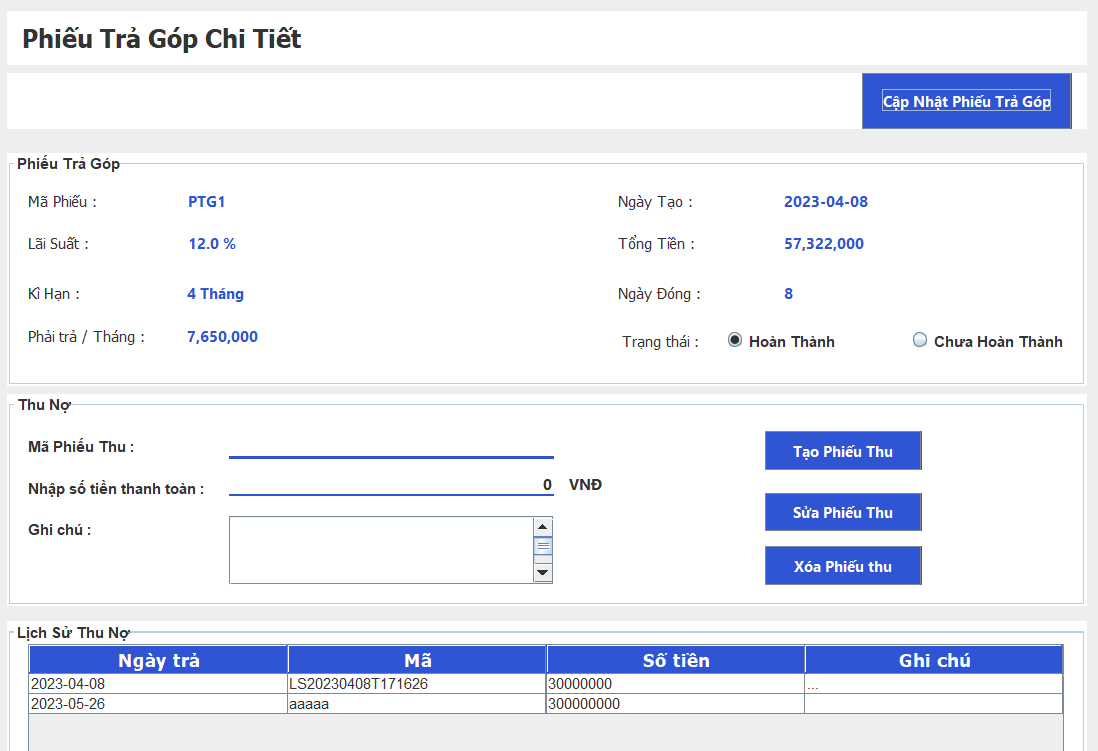 Phiếu Trả Góp Chi Tiết
Cập Nhật Phiếu Trả Góp
Phiếu Trả Góp
Mã Phiếu : PTG1 Ngày Tạo : 2023-04-08
Lãi Suất : 12.0 % Tổng Tiền : 57,322,000
Kì Hạn : 4 Tháng Ngày Đóng : 8
Phải trả / Tháng : 7,650,000 Trạng thái : Hoàn Thành Chưa Hoàn Thành
Thu Nợ
Mã Phiếu Thu : Tạo Phiếu Thu
Nhập số tiền thanh toàn : 0 VNĐ
Sửa Phiếu Thu
Ghi chú :
Xóa Phiếu thu
Lịch Sử Thu Nợ
Ngày trả Mã Số tiền Ghi chú
2023-04-08 LS20230408T171626 30000000 ...
2023-05-26 aaaaa 300000000